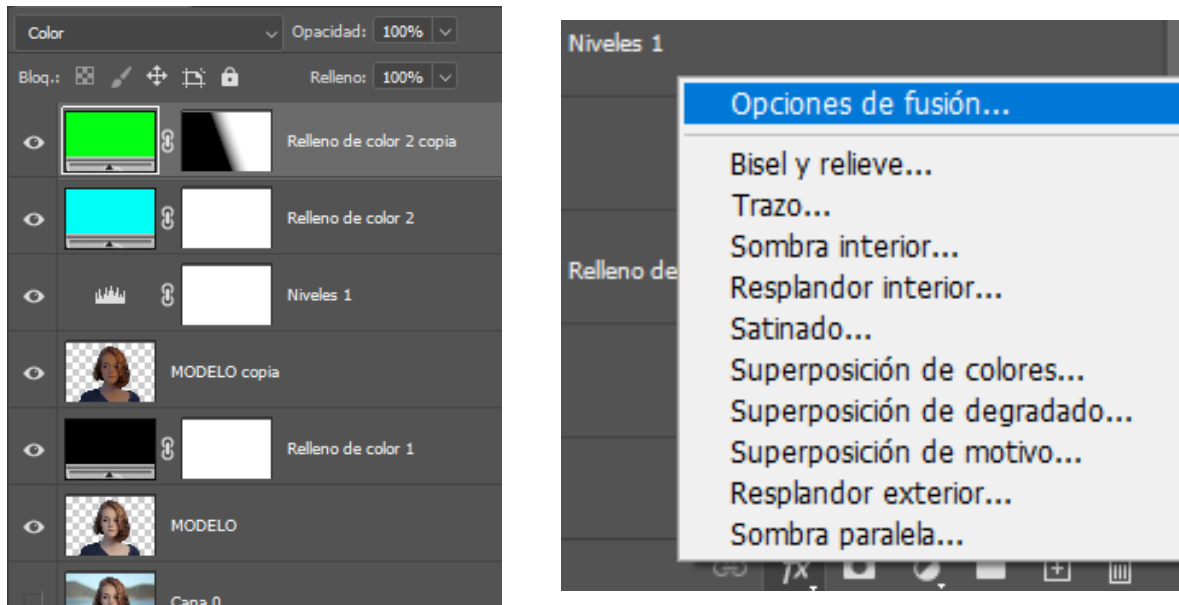 Color
Opacidad: 100%
Bloq.:
Relleno: 100%
Relleno de color 2 copia
Relleno de color 2
Niveles 1
MODELO copia
Relleno de color 1
MODELO
Capa 0
Niveles 1
Opciones de fusión...
Bisel y relieve...
Trazo...
Sombra interior...
Relleno de
Resplandor interior...
Satinado...
Superposición de colores...
Superposición de degradado...
Superposición de motivo...
Resplandor exterior...
Sombra paralela...
fx